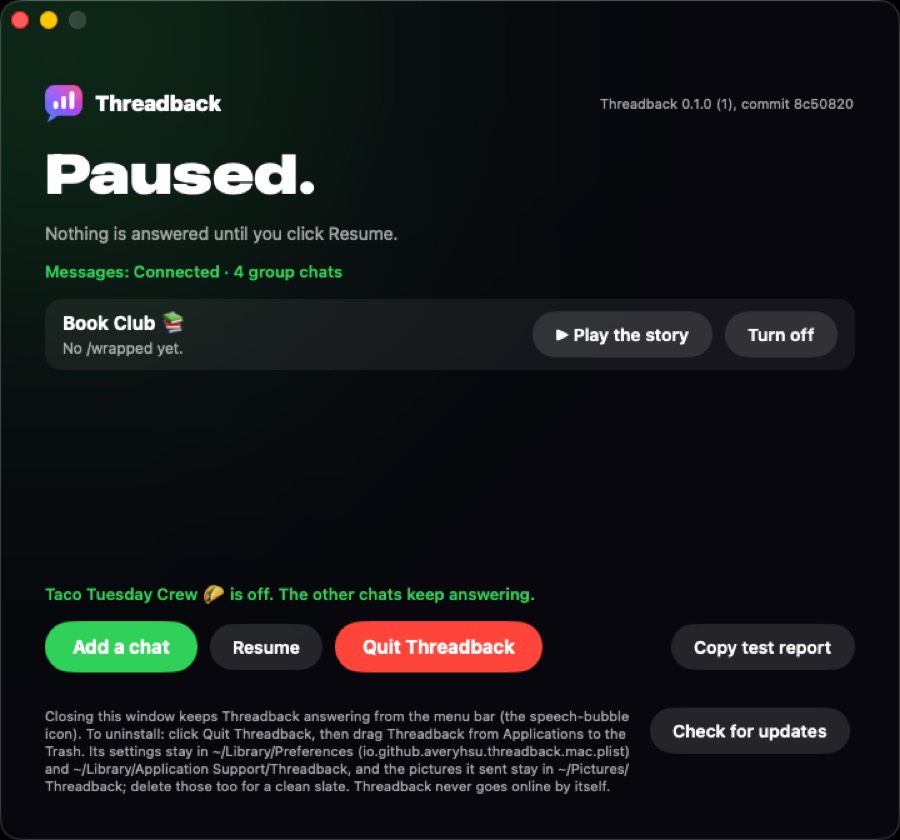 Threadback
Threadback 0.1.0 (1), commit 8c50820
Paused.
Nothing is answered until you click Resume.
Messages: Connected · 4 group chats
Book Club 📚
No /wrapped yet.
▶ Play the story
Turn off
Taco Tuesday Crew 🌮 is off. The other chats keep answering.
Add a chat
Resume
Quit Threadback
Copy test report
Closing this window keeps Threadback answering from the menu bar (the speech-bubble
icon). To uninstall: click Quit Threadback, then drag Threadback from Applications to the
Trash. Its settings stay in ~/Library/Preferences (io.github.averyhsu.threadback.mac.plist)
and ~/Library/Application Support/Threadback, and the pictures it sent stay in ~/Pictures/
Threadback; delete those too for a clean slate. Threadback never goes online by itself.
Check for updates